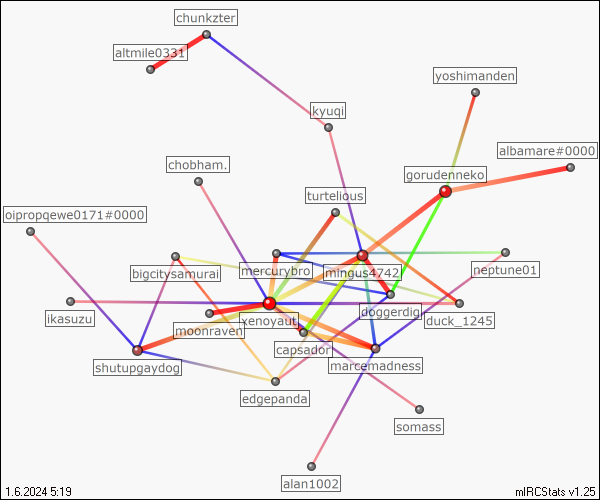 chunkzter
altmile0331
yoshimanden
kyuqi
albamare#0000
chobham.
gorudenneko
turtelious
oipropqewe0171#0000
bigcitysamurai
mercurybro
mingus4742
neptune01
ikasuzu
moonraven
xenoyaut
doggerdig
duck_1245
shutupgaydog
capsador
marcemadness
edgepanda
somass
alan1002
1.6.2024 5:19
mIRCStats v1.25